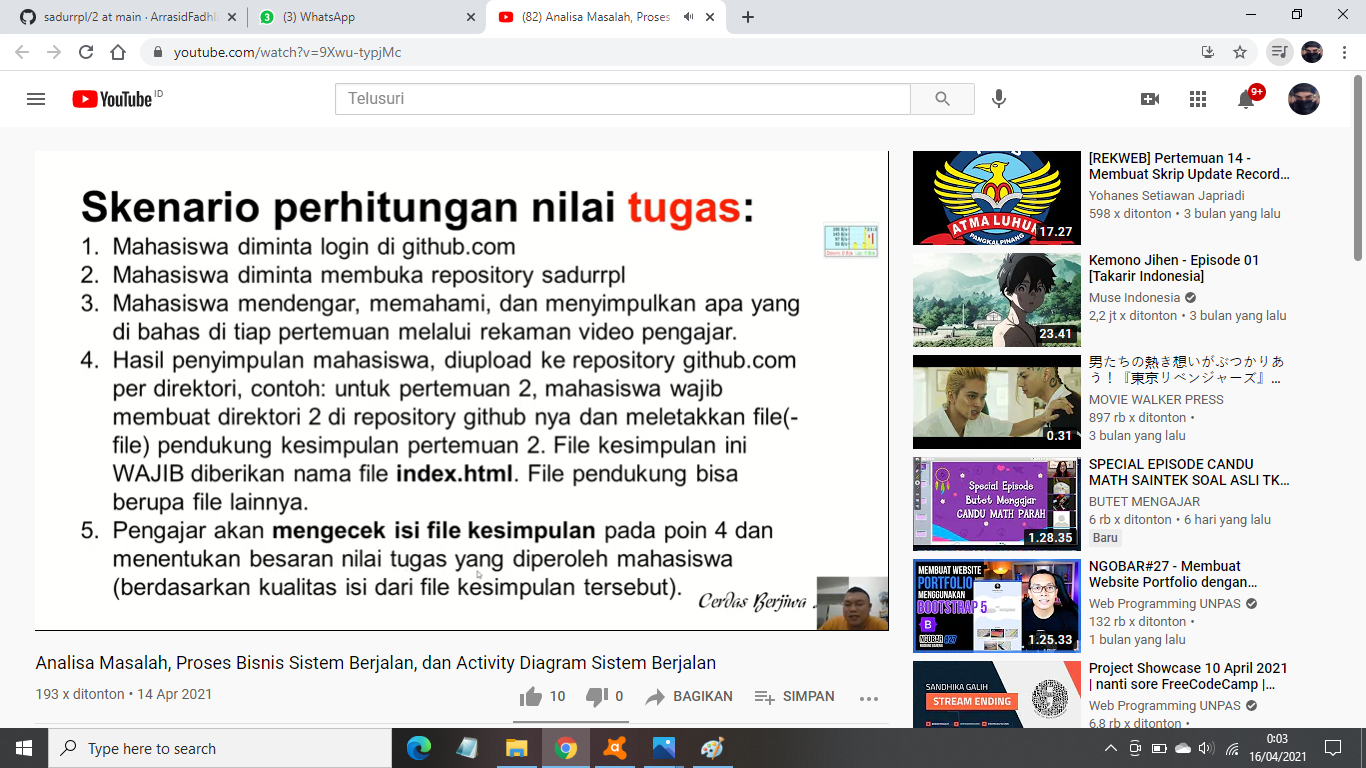 sadurrpl/2 at main · ArrasidFadhli
(3) WhatsApp
(82) Analisa Masalah, Proses
youtube.com/watch?v=9Xwu-typjMc
YouTube ID
Telusuri
9+
Skenario perhitungan nilai tugas:
1. Mahasiswa diminta login di github.com
2. Mahasiswa diminta membuka repository sadurrpl
3. Mahasiswa mendengar, memahami, dan menyimpulkan apa yang
di bahas di tiap pertemuan melalui rekaman video pengajar.
4. Hasil penyimpulan mahasiswa, diupload ke repository github.com
per direktori, contoh: untuk pertemuan 2, mahasiswa wajib
membuat direktori 2 di repository github nya dan meletakkan file(-
file) pendukung kesimpulan pertemuan 2. File kesimpulan ini
WAJIB diberikan nama file index.html. File pendukung bisa
berupa file lainnya.
5. Pengajar akan mengecek isi file kesimpulan pada poin 4 dan
menentukan besaran nilai tugas yang diperoleh mahasiswa
(berdasarkan kualitas isi dari file kesimpulan tersebut).
Cerdas Berjiwa
Analisa Masalah, Proses Bisnis Sistem Berjalan, dan Activity Diagram Sistem Berjalan
193 x ditonton • 14 Apr 2021
10
0
BAGIKAN
SIMPAN
ATMA LUHUR
PANGKALPINANG
17.27
[REKWEB] Pertemuan 14 -
Membuat Skrip Update Record...
Yohanes Setiawan Japriadi
598 x ditonton • 3 bulan yang lalu
23.41
Kemono Jihen - Episode 01
[Takarir Indonesia]
Muse Indonesia
2,2 jt x ditonton • 3 bulan yang lalu
0.31
男たちの熱き想いがぶつかりあ
う！『東京リベンジャーズ』...
MOVIE WALKER PRESS
897 rb x ditonton •
3 bulan yang lalu
Special Episode
Butet Mengajar
CANDU MATH PARAH
1.28.35
SPECIAL EPISODE CANDU
MATH SAINTEK SOAL ASLI TK...
BUTET MENGAJAR
6 rb x ditonton • 6 hari yang lalu
Baru
MEMBUAT WEBSITE
PORTFOLIO
MENGGUNAKAN
BOOTSTRAP 5
B
NGOBAR #27
1.25.33
NGOBAR#27 - Membuat
Website Portfolio dengan...
Web Programming UNPAS
132 rb x ditonton •
1 bulan yang lalu
SANDHIKA GALIH
STREAM ENDING
Project Showcase 10 April 2021
| nanti sore FreeCodeCamp |...
Web Programming UNPAS
6,8 rb x ditonton •
Type here to search
0:03
16/04/2021